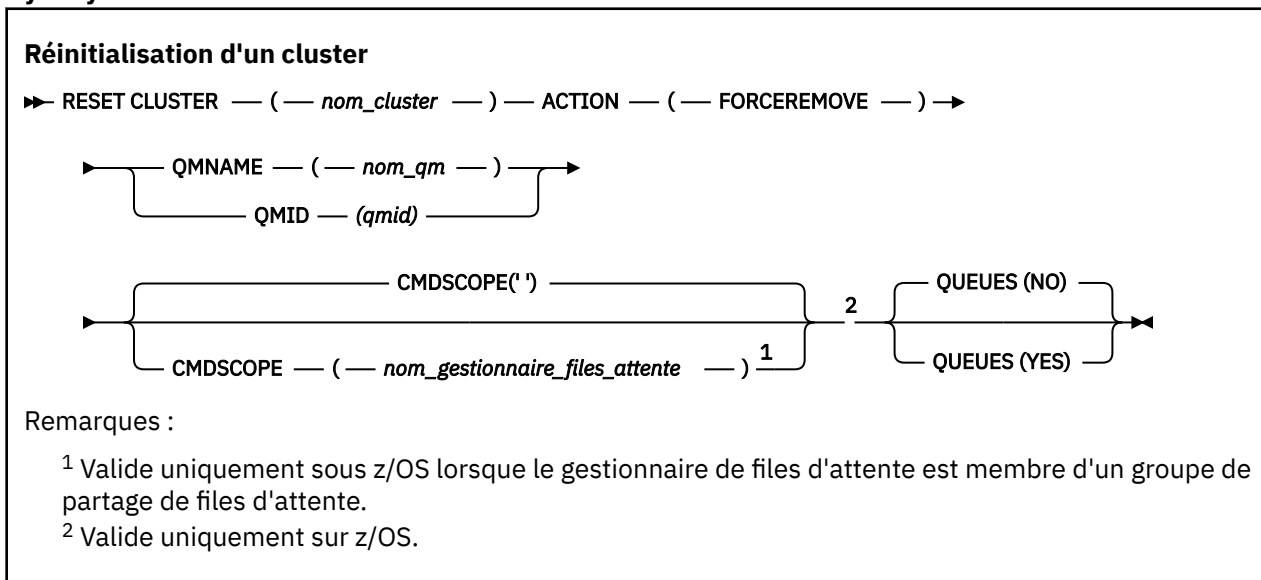 Réinitialisation d'un cluster
RESET CLUSTER ( nom_cluster ) ACTION ( FORCEREMOVE )
QMNAME ( nom_qm )
QMID (qmid)
CMDSCOPE(' ')
CMDSCOPE ( nom_gestionnaire_files_attente ) 1
2
QUEUES (NO)
QUEUES (YES)
Remarques :
1 Valide uniquement sous z/OS lorsque le gestionnaire de files d'attente est membre d'un groupe de
partage de files d'attente.
2 Valide uniquement sur z/OS.